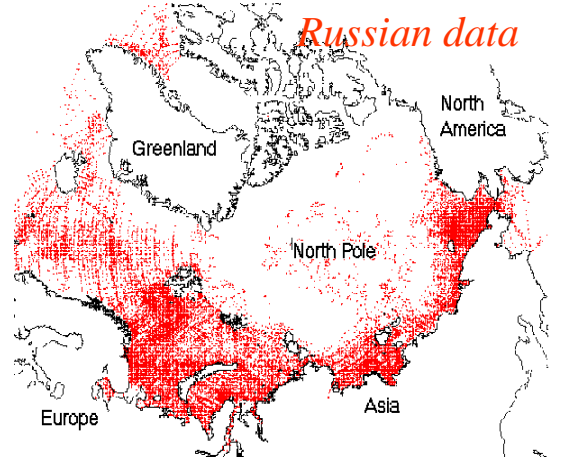 Russian data
North
America
Greenland
North Pole
Europe
Asia